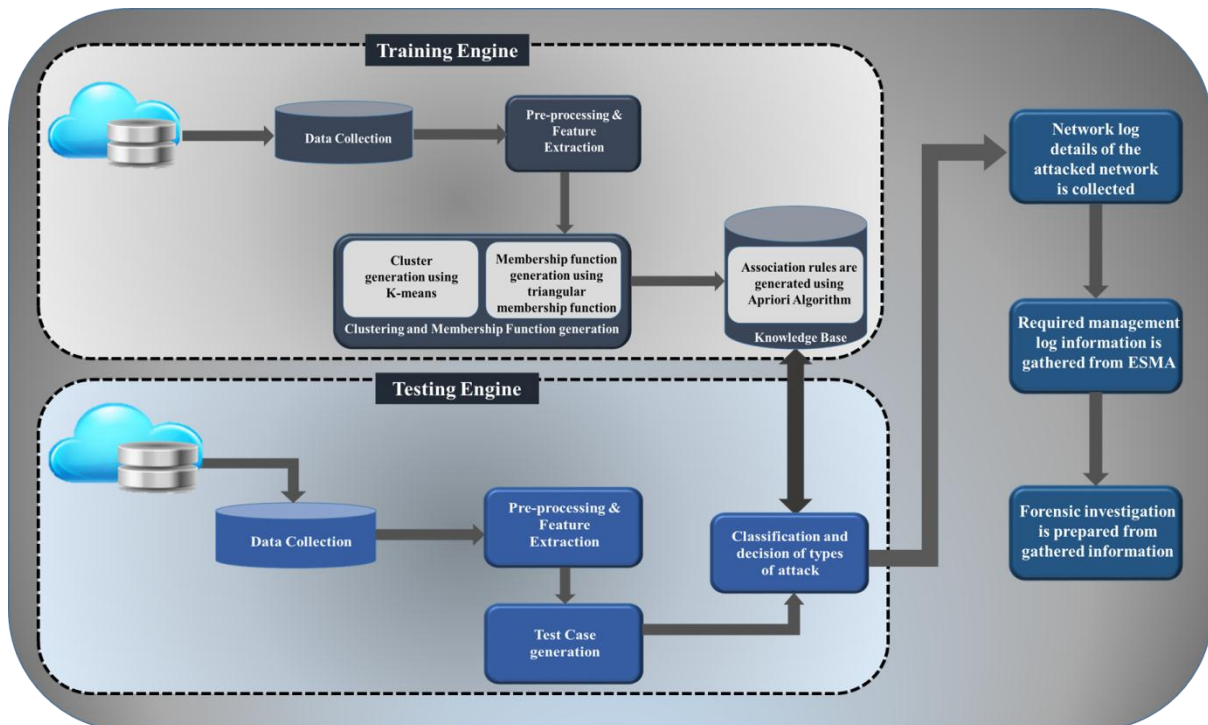 Training Engine
Data Collection
Pre-processing &
Feature
Extraction
Cluster
generation using
K-means
Membership function
generation using
triangular
membership function
Clustering and Membership Function generation
Association rules are
generated using
Apriori Algorithm
Knowledge Base
Testing Engine
Data Collection
Pre-processing &
Feature
Extraction
Test Case
generation
Classification and
decision of types
of attack
Network log
details of the
attacked network
is collected
Required management
log information is
gathered from ESMA
Forensic investigation
is prepared from
gathered information